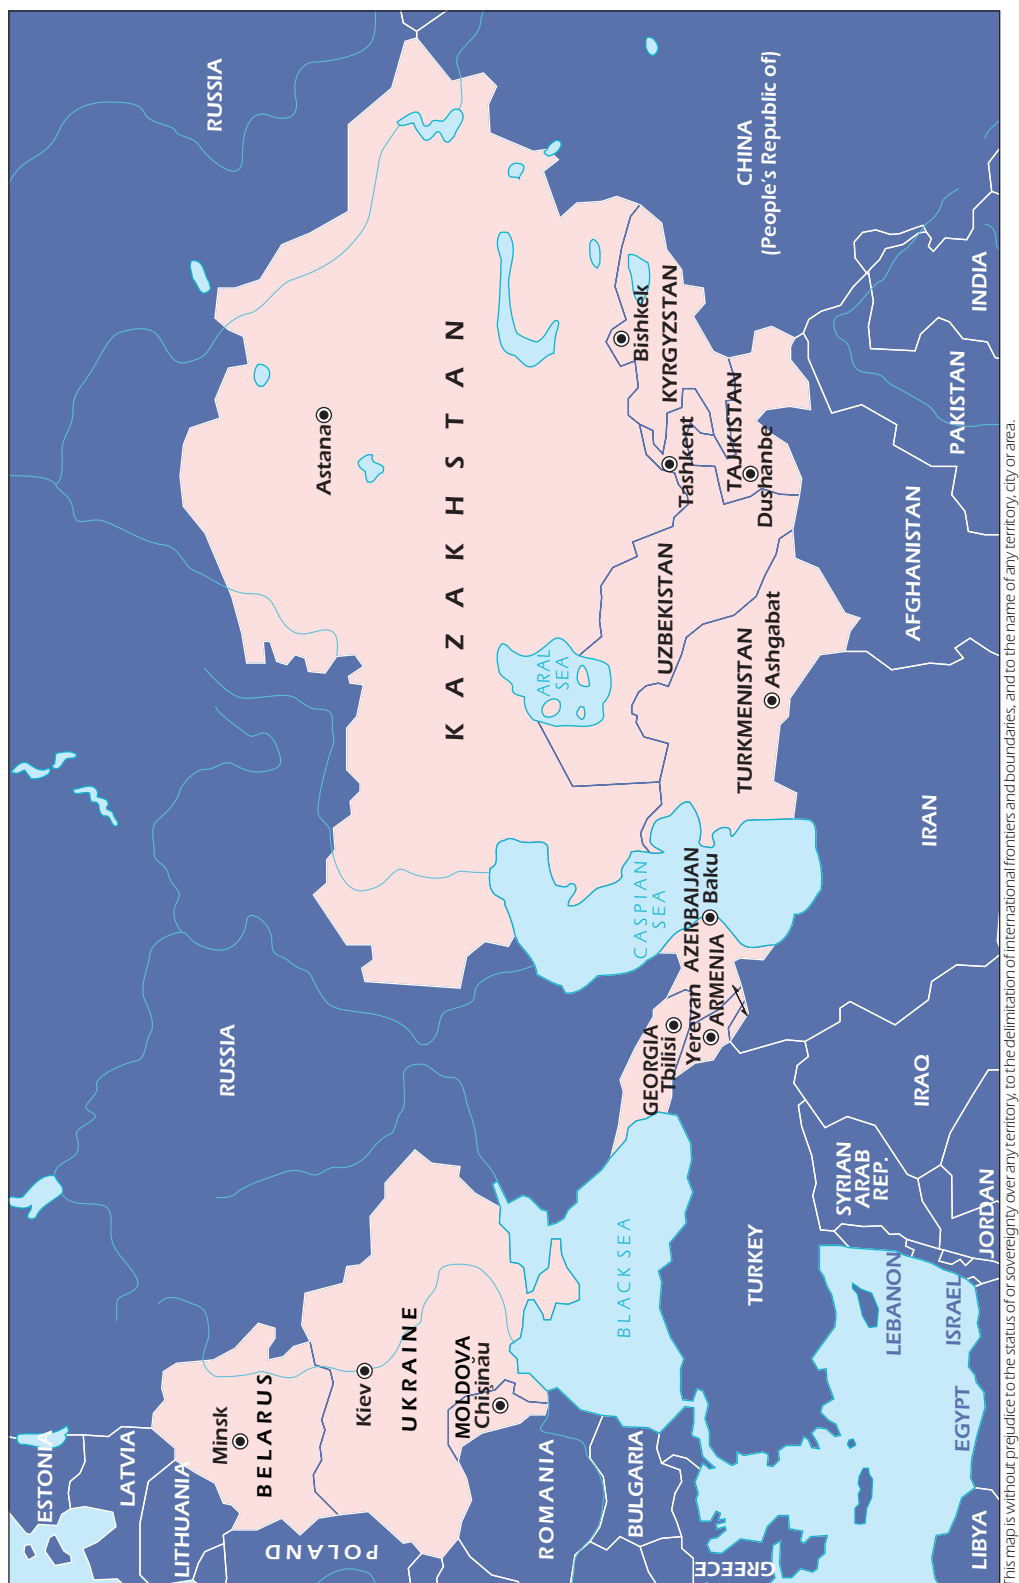 RUSSIA
RUSSIA
CHINA
(People's Republic of)
KAZAKHSTAN
Astana
Bishkek
KYRGYZSTAN
Tashkent
TAJIKISTAN
Dushanbe
UZBEKISTAN
TURKMENISTAN
Ashgabat
ARAL
SEA
CASPIAN
SEA
AZERBAIJAN
Baku
ARMENIA
Yerevan
GEORGIA
Tbilisi
BLACK SEA
UKRAINE
Kiev
MOLDOVA
Chişinău
BELARUS
Minsk
ESTONIA
LATVIA
LITHUANIA
POLAND
ROMANIA
BULGARIA
GREECE
TURKEY
SYRIAN
ARAB
REP.
LEBANON
ISRAEL
EGYPT
LIBYA
JORDAN
IRAQ
IRAN
AFGHANISTAN
PAKISTAN
INDIA
This map is without prejudice to the status of or sovereignty over any territory, to the delimitation of international frontiers and boundaries, and to the name of any territory, city or area.